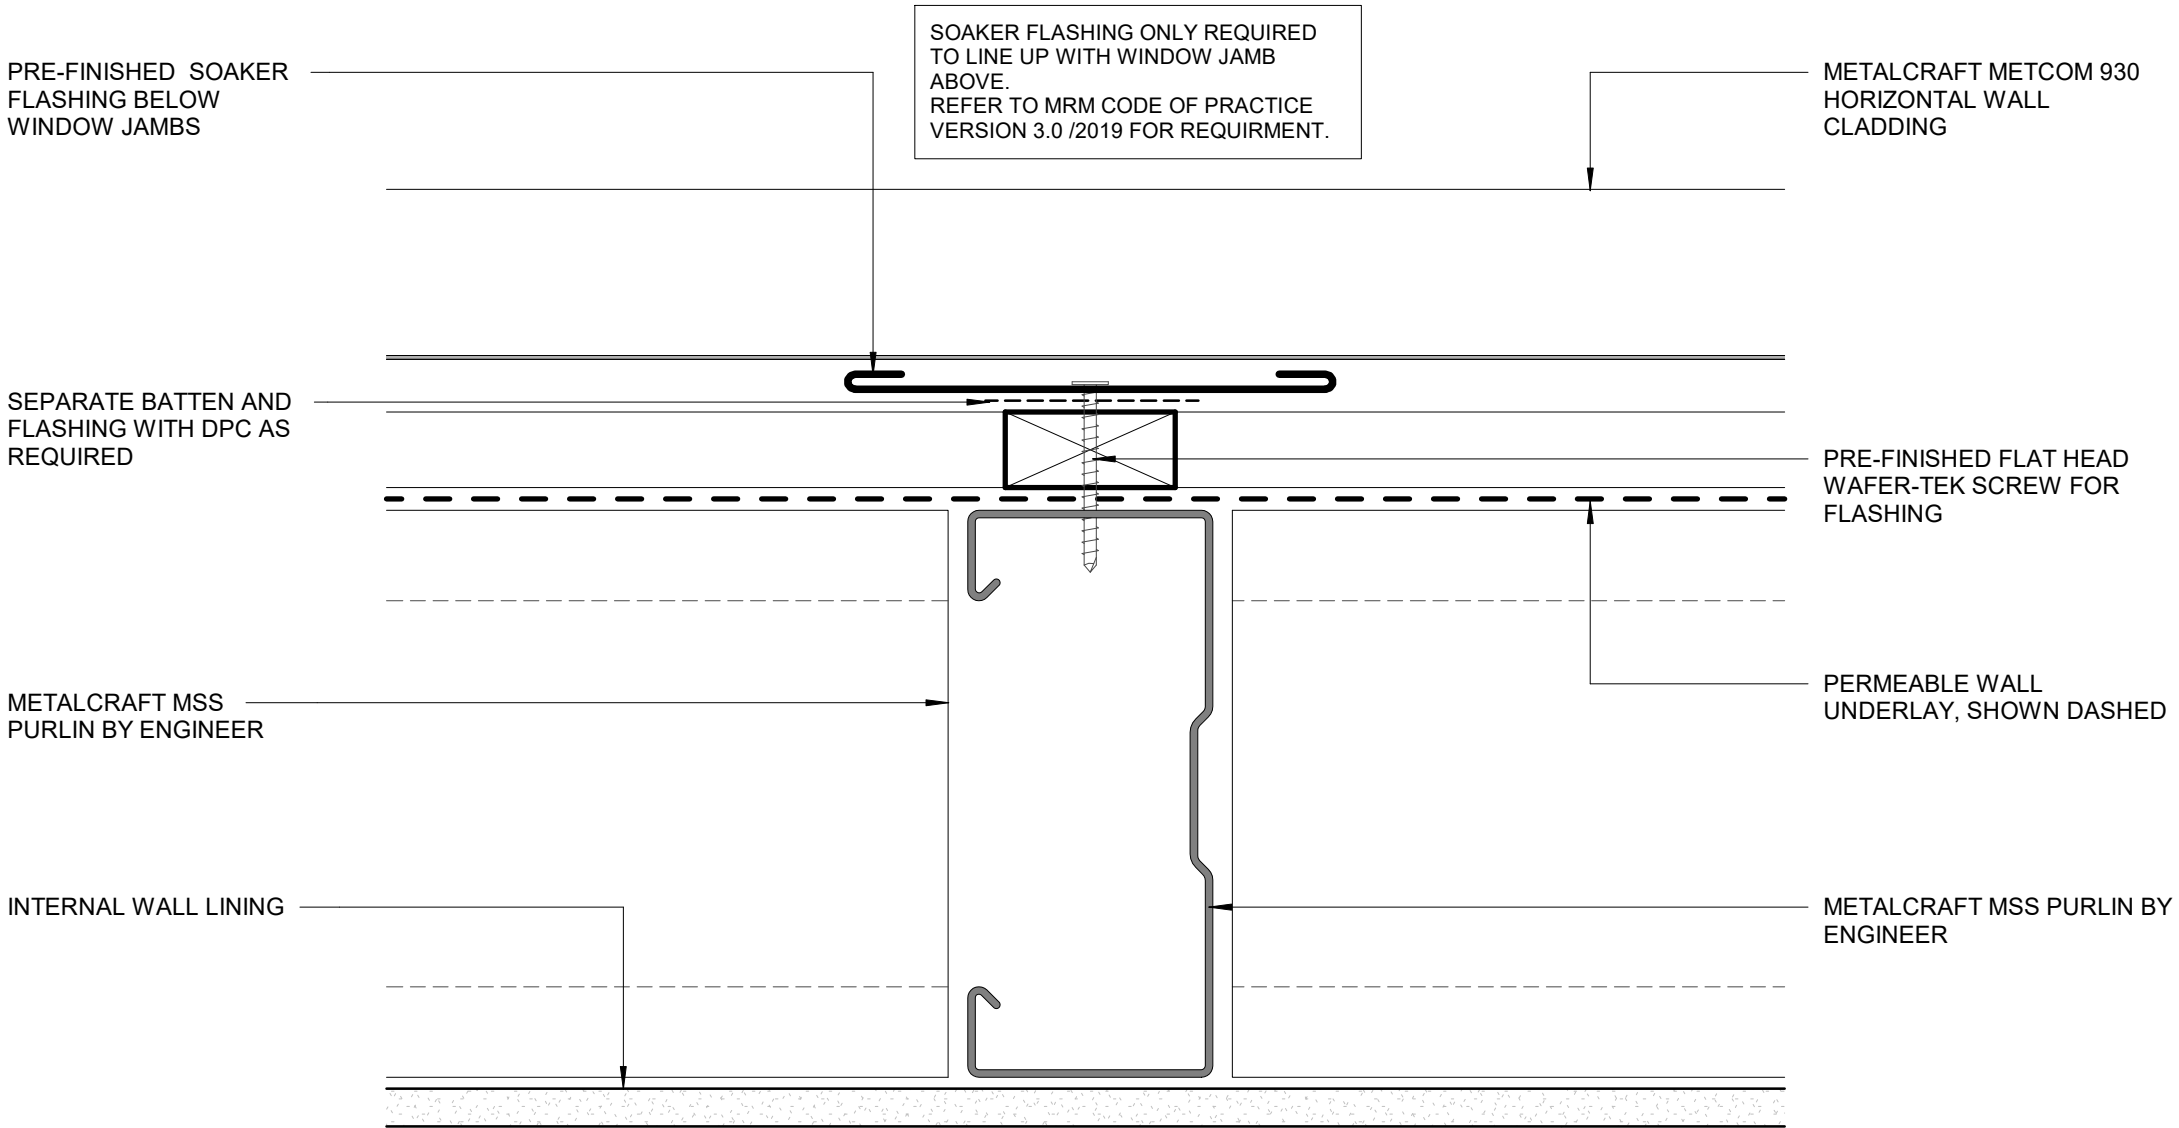 SOAKER FLASHING ONLY REQUIRED
TO LINE UP WITH WINDOW JAMB
ABOVE.
REFER TO MRM CODE OF PRACTICE
VERSION 3.0 /2019 FOR REQUIRMENT.
PRE-FINISHED SOAKER
FLASHING BELOW
WINDOW JAMBS
METALCRAFT METCOM 930
HORIZONTAL WALL
CLADDING
SEPARATE BATTEN AND
FLASHING WITH DPC AS
REQUIRED
PRE-FINISHED FLAT HEAD
WAFER-TEK SCREW FOR
FLASHING
METALCRAFT MSS
PURLIN BY ENGINEER
PERMEABLE WALL
UNDERLAY, SHOWN DASHED
INTERNAL WALL LINING
METALCRAFT MSS PURLIN BY
ENGINEER